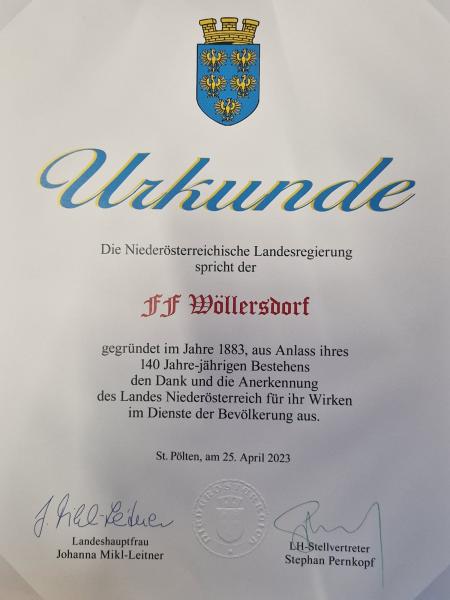 Urkunde
Die Niederösterreichische Landesregierung
spricht der
FF Wöllersdorf
gegründet im Jahre 1883, aus Anlass ihres
140 Jahre-jährigen Bestehens
den Dank und die Anerkennung
des Landes Niederösterreich für ihr Wirken
im Dienste der Bevölkerung aus.
St. Pölten, am 25. April 2023
J. Mikl-Leitner
Landeshauptfrau
Johanna Mikl-Leitner
LH-Stellvertreter
Stephan Pernkopf